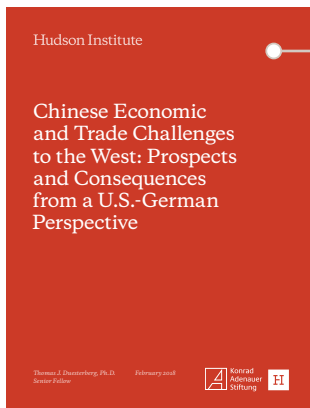 Hudson Institute
Chinese Economic
and Trade Challenges
to the West: Prospects
and Consequences
from a U.S.-German
Perspective
Thomas J. Duesterberg, Ph.D.
Senior Fellow
February 2018
Konrad
Adenauer
Stiftung
H